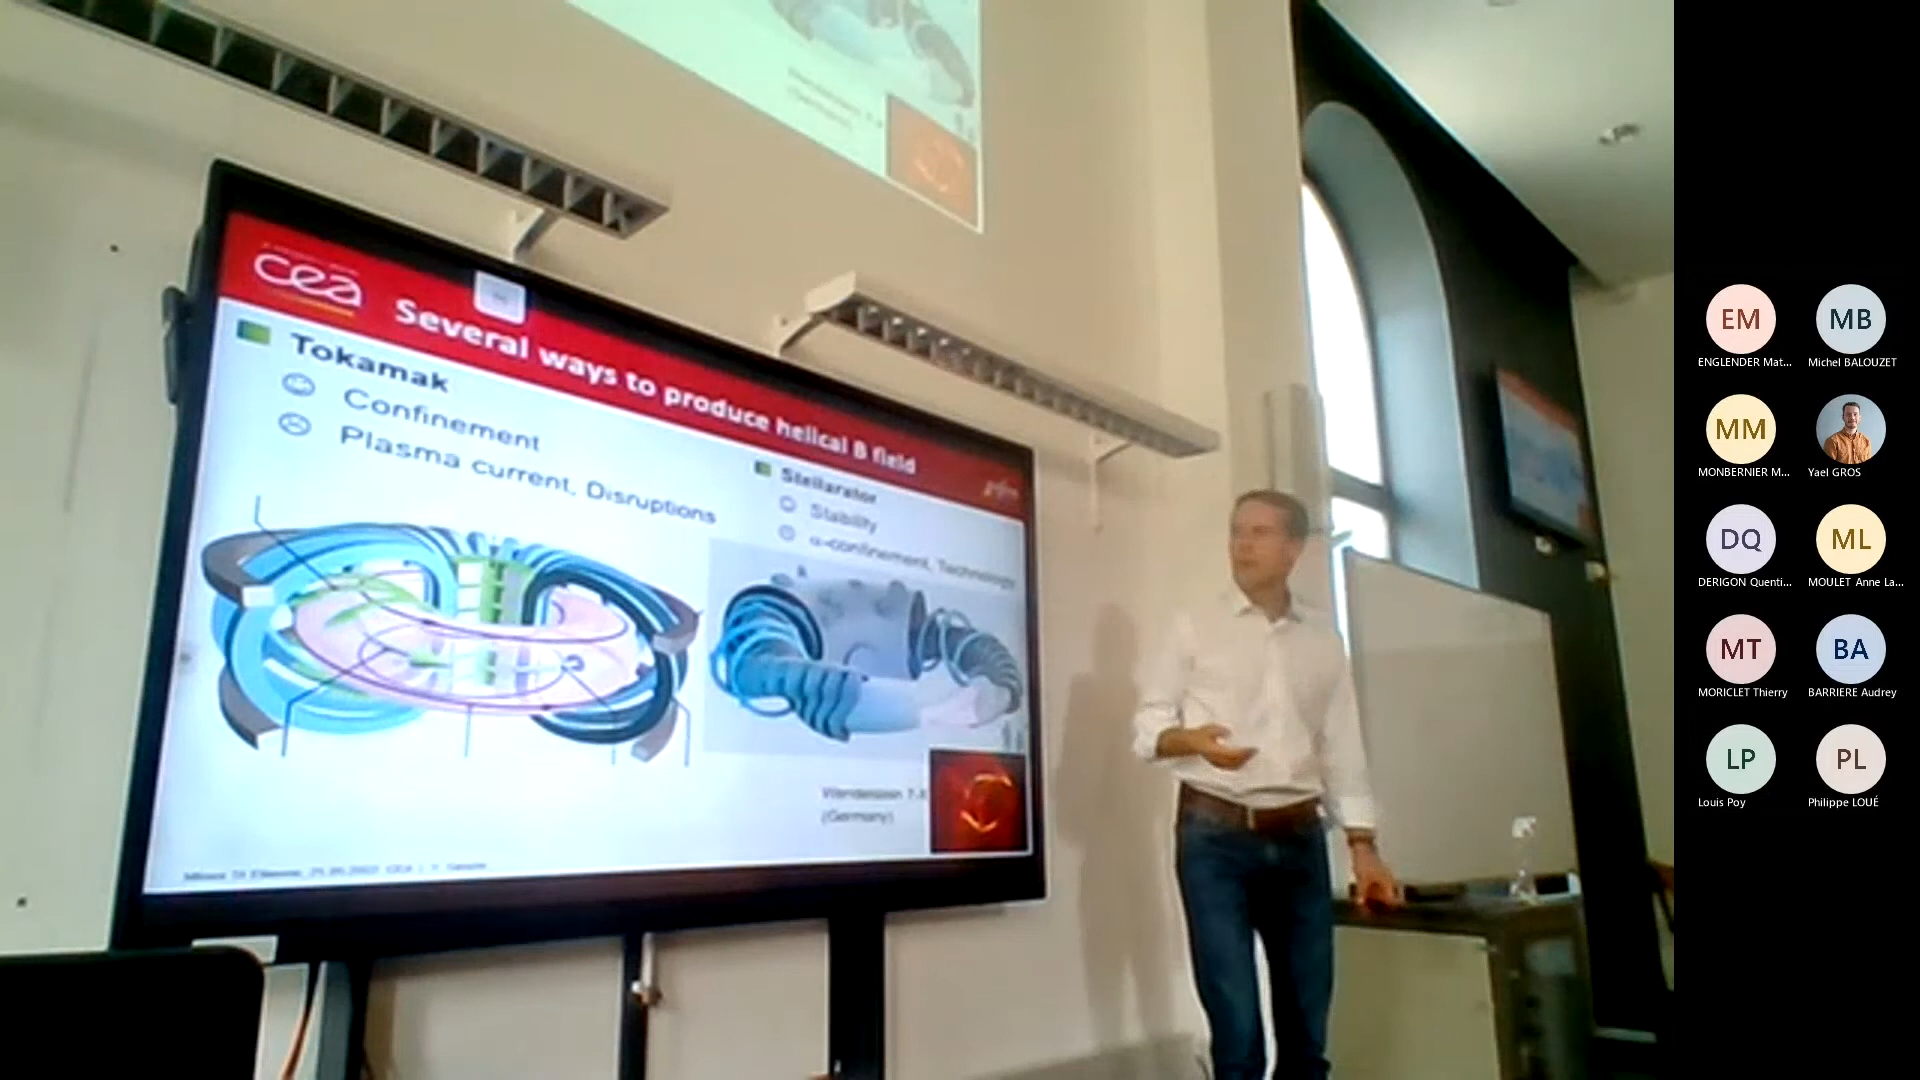 cea
Several ways to produce helical B field
Tokamak
Confinement
Plasma current, Disruptions
Stellarator
Stability
α-confinement, Technology
Wendelstein 7-X
(Germany)
EM
MB
ENGLENDER Mat...
Michel BALOUZET
MM
MONBERNIER M...
Yael GROS
DQ
ML
DERIGON Quenti...
MOULET Anne La...
MT
BA
MORICLET Thierry
BARRIERE Audrey
LP
PL
Louis Poy
Philippe LOUÉ